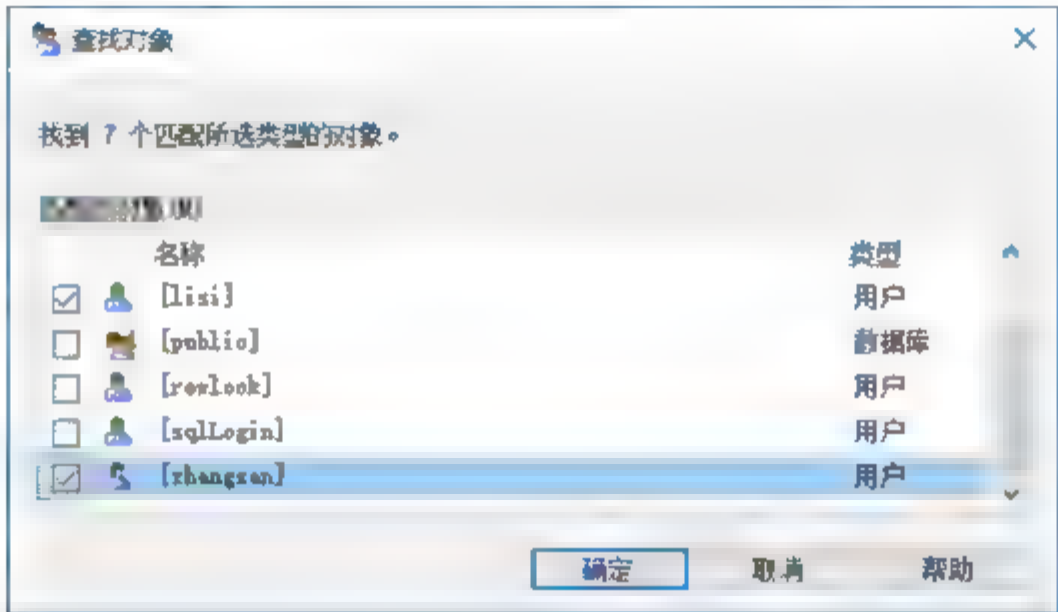 查找对象
找到 7 个匹配所选类型的对象。
名称 类型
[lisi] 用户
[public] 数据库
[rowlook] 用户
[sqlLogin] 用户
[zhangsan] 用户
确定 取消 帮助